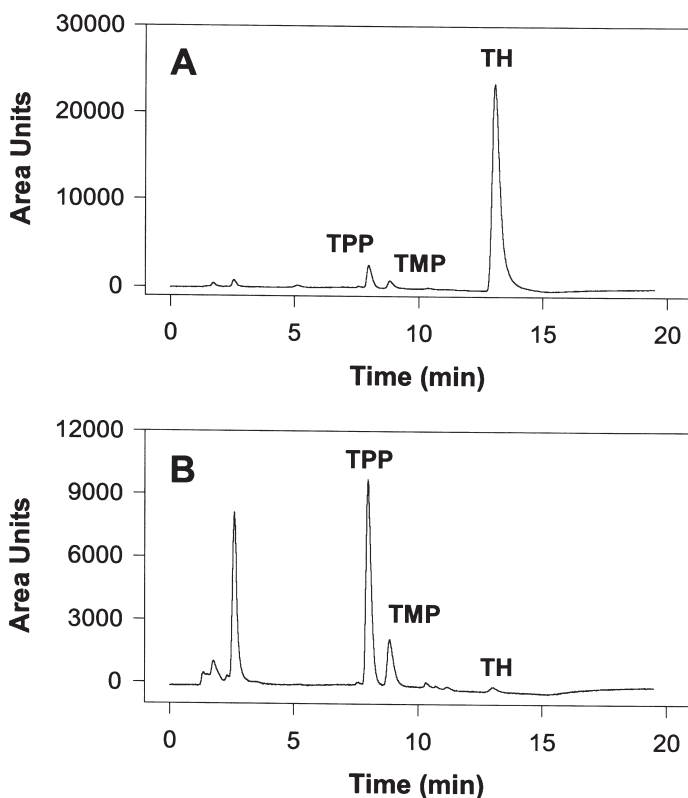 30000
A
TH
20000
Area Units
10000
TPP
TMP
0
0 5 10 15 20
Time (min)
12000
B
TPP
9000
Area Units
6000
TMP
3000
TH
0
0 5 10 15 20
Time (min)